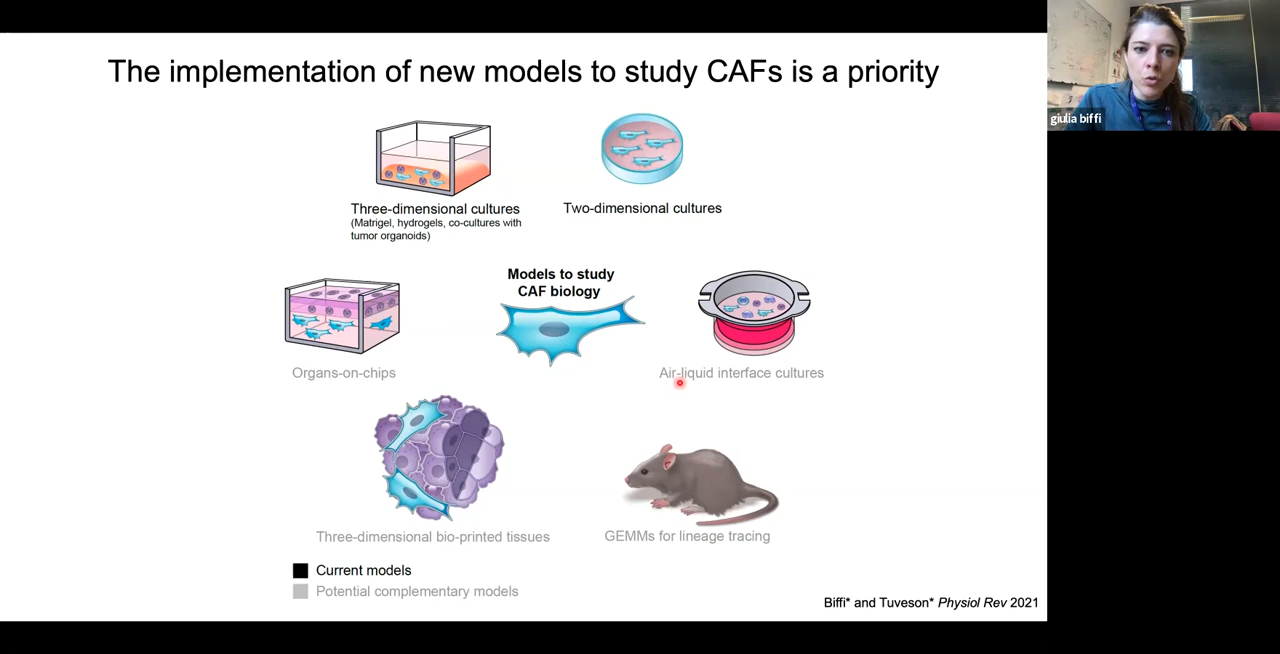 The implementation of new models to study CAFs is a priority
giulia biffi
Three-dimensional cultures
(Matrigel, hydrogels, co-cultures with
tumor organoids)
Two-dimensional cultures
Models to study
CAF biology
Organs-on-chips
Air-liquid interface cultures
Three-dimensional bio-printed tissues
GEMMs for lineage tracing
Current models
Potential complementary models
Biffi* and Tuveson* Physiol Rev 2021